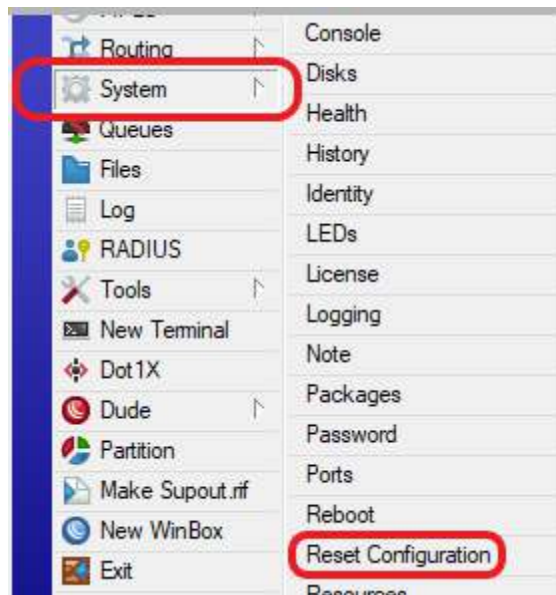 Routing
System
Queues
Files
Log
RADIUS
Tools
New Terminal
Dot1X
Dude
Partition
Make Supout.rif
New WinBox
Exit
Console
Disks
Health
History
Identity
LEDs
License
Logging
Note
Packages
Password
Ports
Reboot
Reset Configuration
Resources